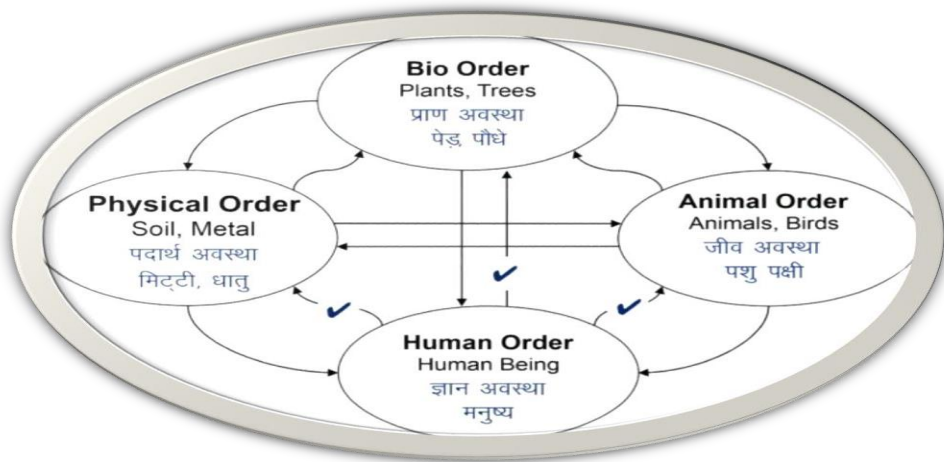 Bio Order
Plants, Trees
प्राण अवस्था
पेड़ पौधे
Physical Order
Soil, Metal
पदार्थ अवस्था
मिट्टी, धातु
Animal Order
Animals, Birds
जीव अवस्था
पशु पक्षी
Human Order
Human Being
ज्ञान अवस्था
मनुष्य